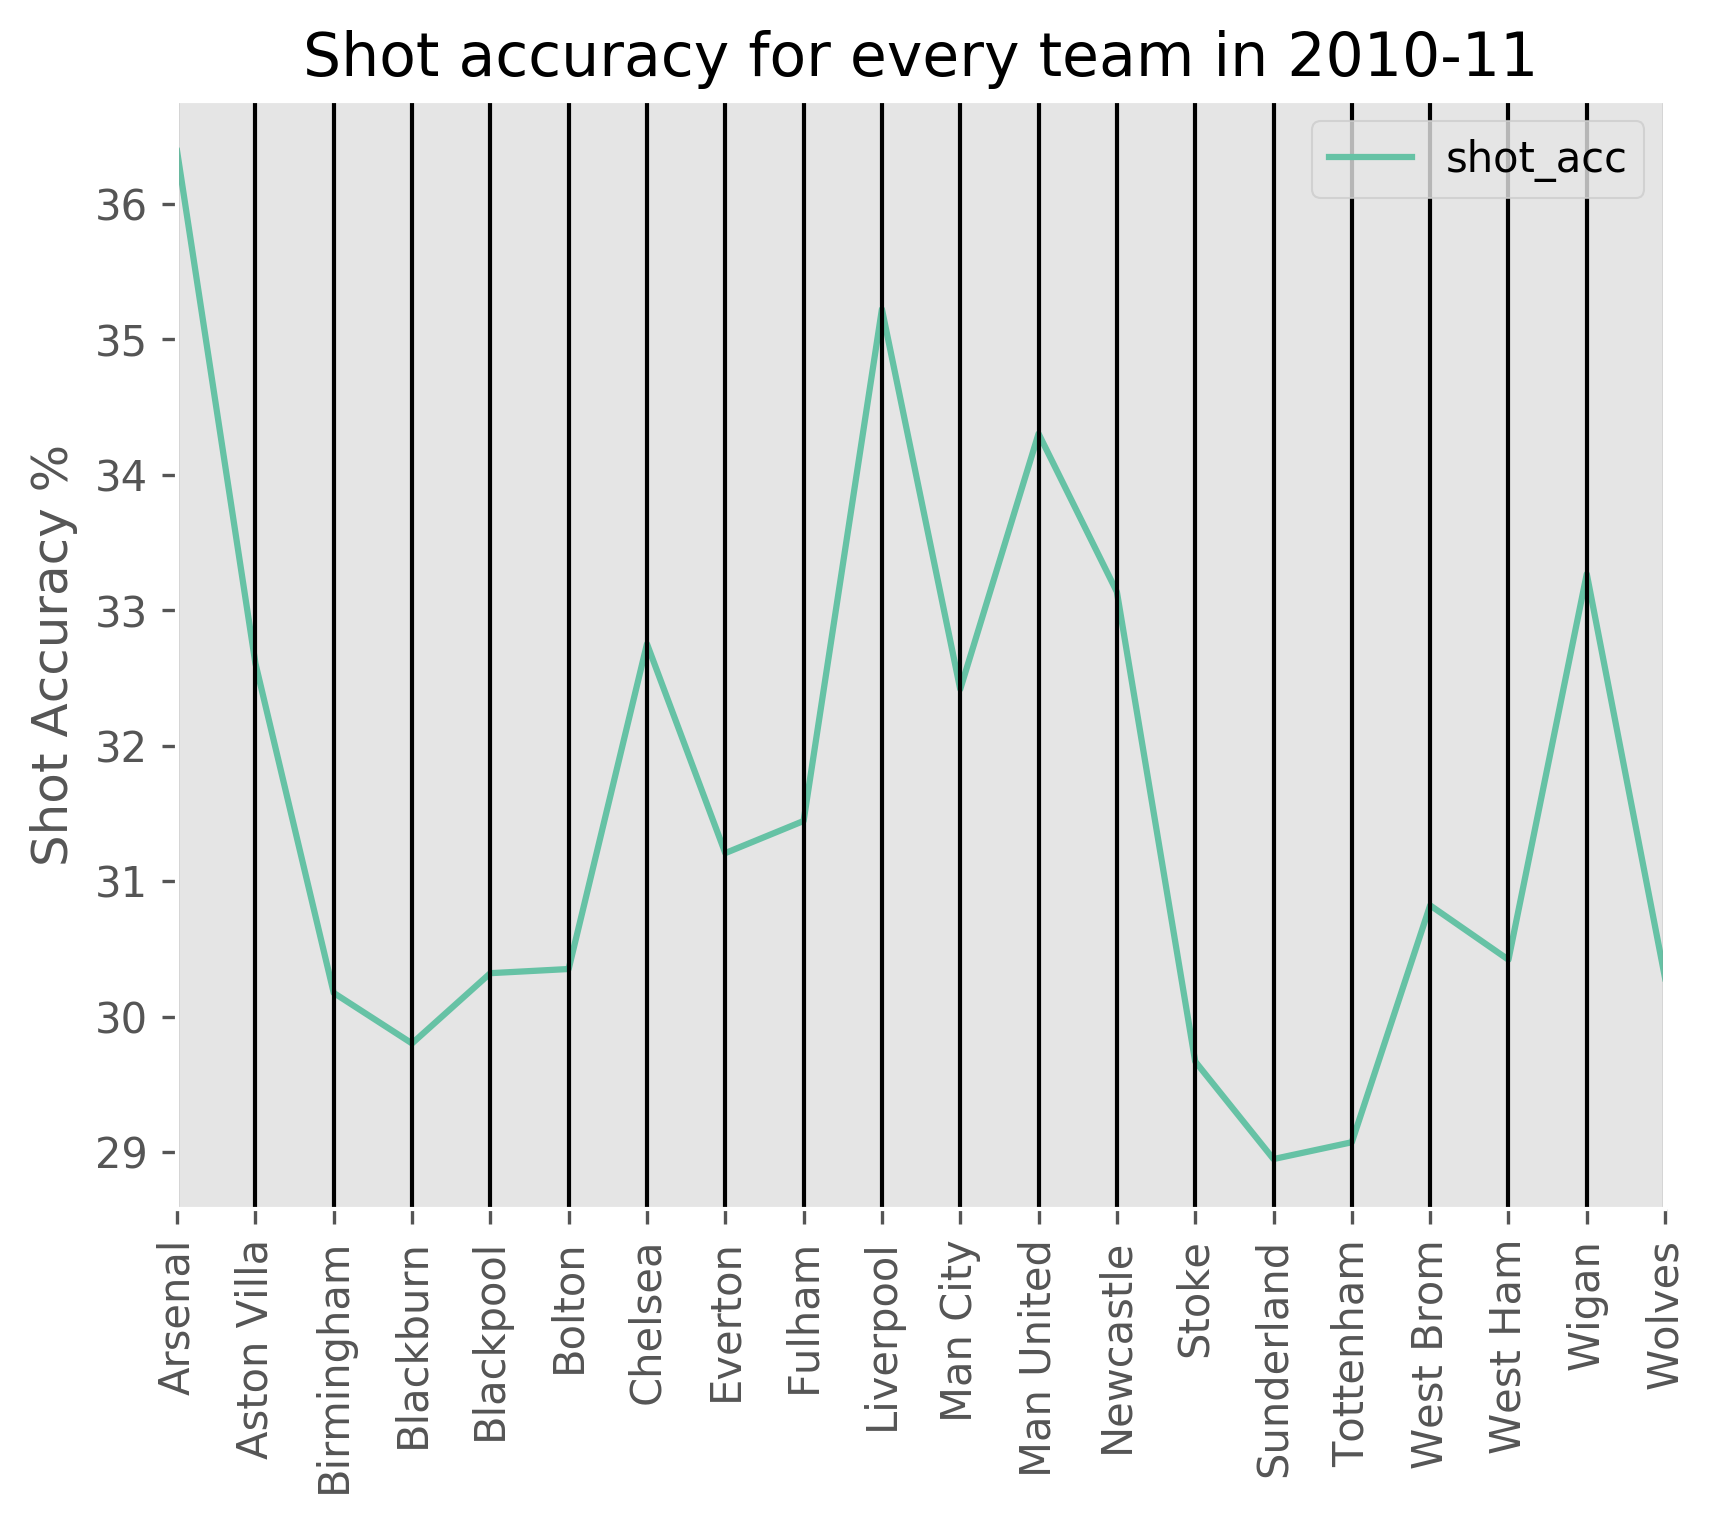 Shot accuracy for every team in 2010-11
shot_acc
Shot Accuracy %
36
35
34
33
32
31
30
29
Arsenal
Aston Villa
Birmingham
Blackburn
Blackpool
Bolton
Chelsea
Everton
Fulham
Liverpool
Man City
Man United
Newcastle
Stoke
Sunderland
Tottenham
West Brom
West Ham
Wigan
Wolves